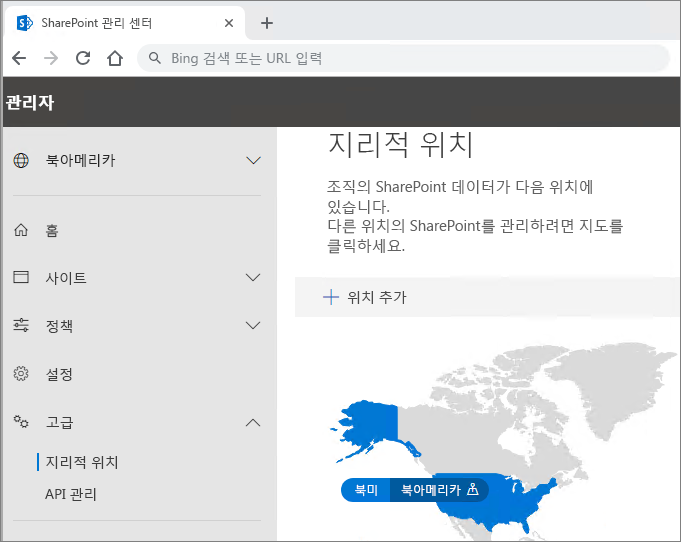 SharePoint 관리 센터
Bing 검색 또는 URL 입력
관리자
북아메리카
홈
사이트
정책
설정
고급
지리적 위치
API 관리
지리적 위치
조직의 SharePoint 데이터가 다음 위치에
있습니다.
다른 위치의 SharePoint를 관리하려면 지도를
클릭하세요.
위치 추가
북미 북아메리카